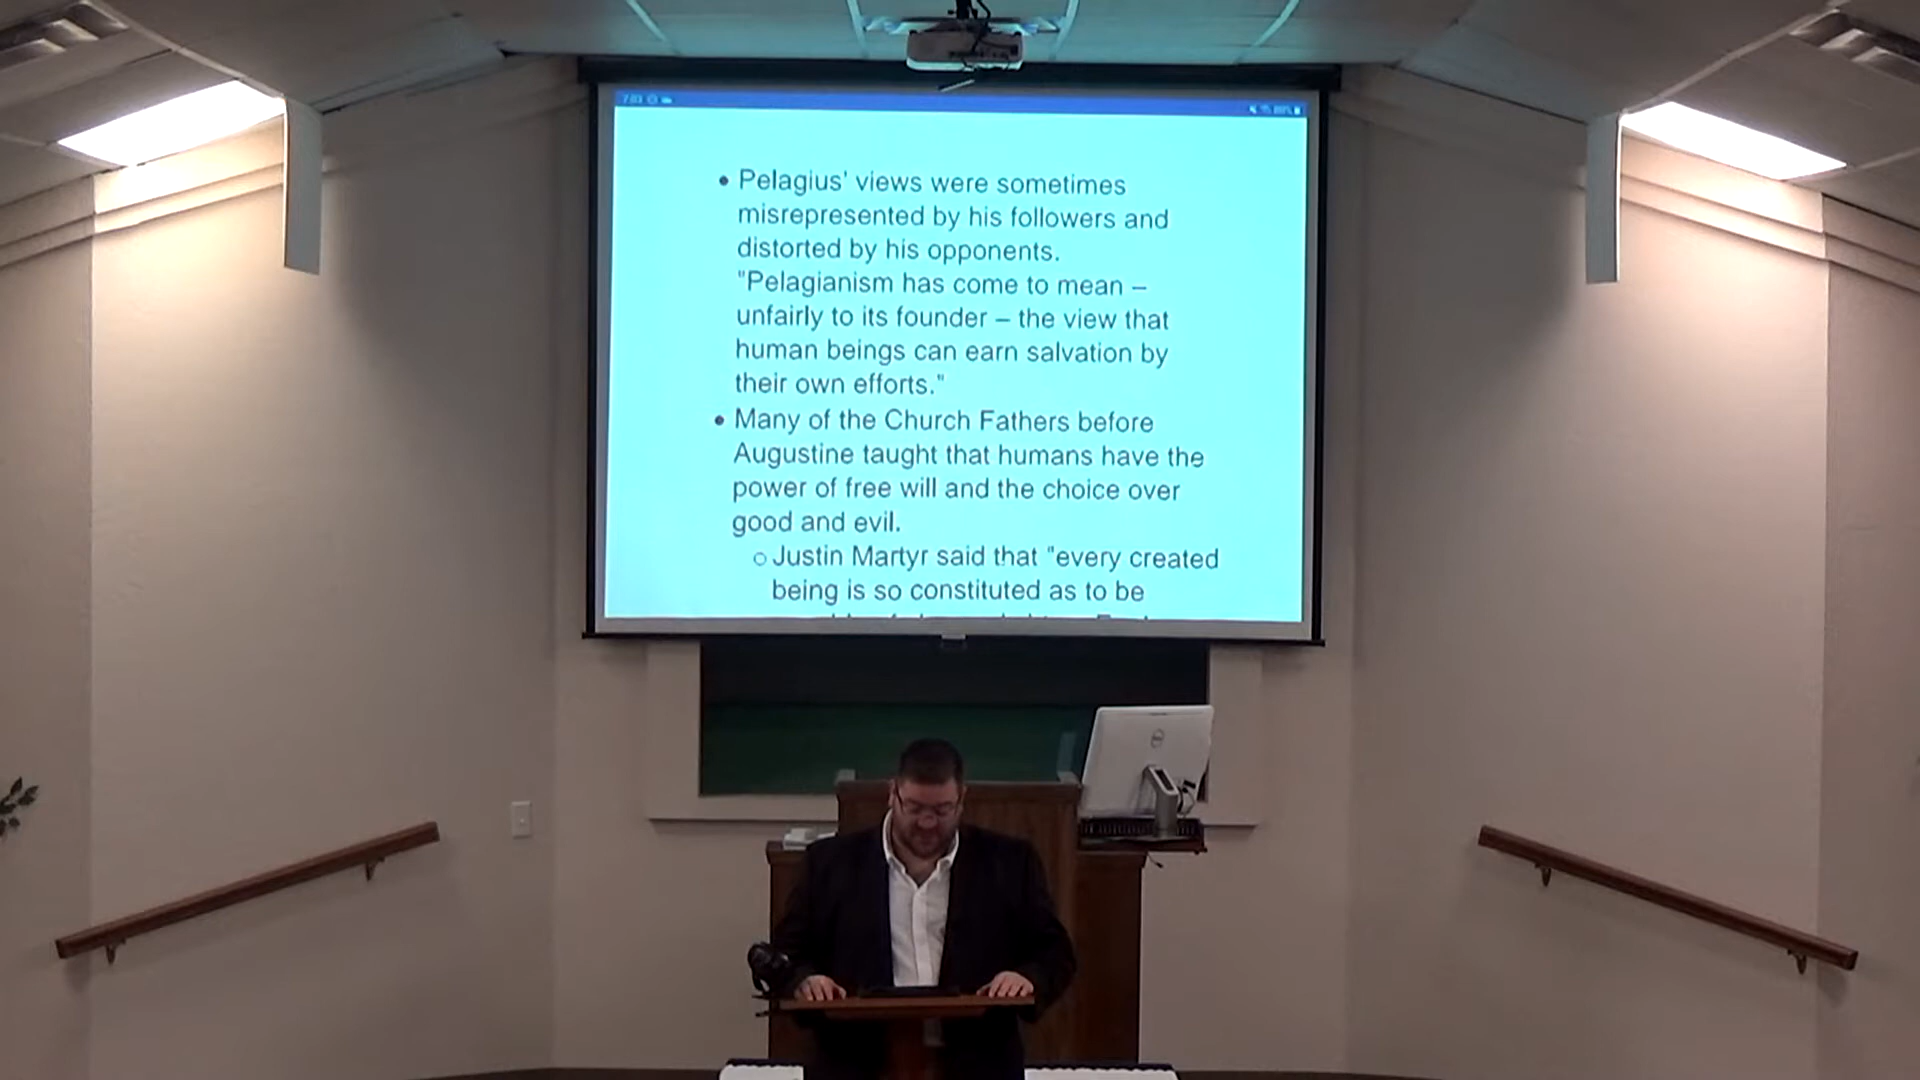 7:03
• Pelagius' views were sometimes
misrepresented by his followers and
distorted by his opponents.
"Pelagianism has come to mean –
unfairly to its founder – the view that
human beings can earn salvation by
their own efforts."
• Many of the Church Fathers before
Augustine taught that humans have the
power of free will and the choice over
good and evil.
○ Justin Martyr said that "every created
being is so constituted as to be